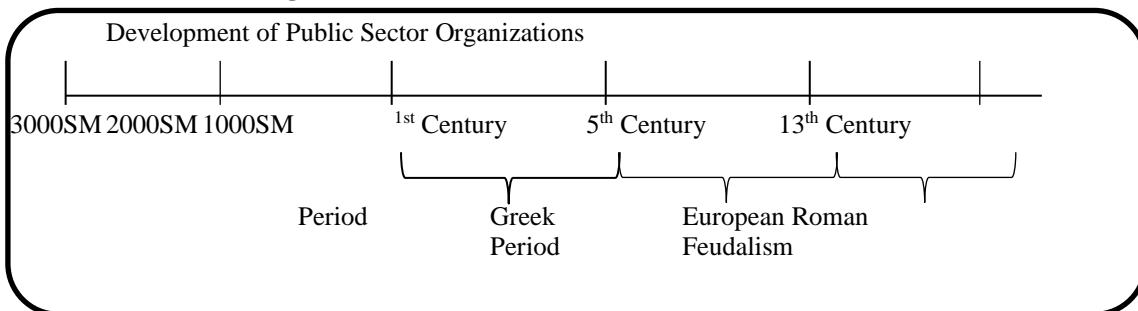 Development of Public Sector Organizations
3000SM 2000SM 1000SM 1st Century 5th Century 13th Century
Period Greek European Roman
Period Feudalism